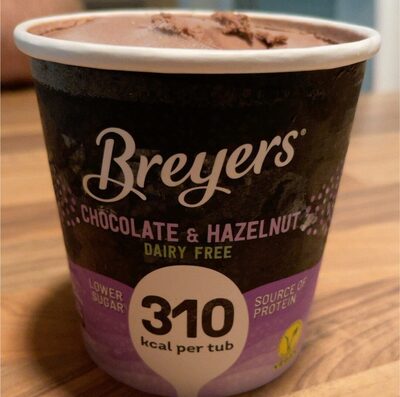 Breyers®
CHOCOLATE & HAZELNUT
DAIRY FREE
LOWER
SUGAR
310
kcal per tub
SOURCE OF
PROTEIN